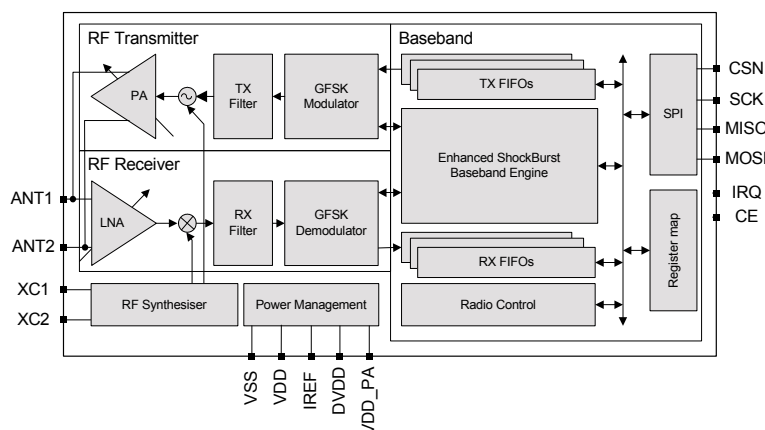 RF Transmitter
Baseband
PA
TX
Filter
GFSK
Modulator
TX FIFOs
SPI
CSN
SCK
MISO
MOSI
RF Receiver
Enhanced ShockBurst
Baseband Engine
ANT1
ANT2
LNA
RX
Filter
GFSK
Demodulator
RX FIFOs
Register map
IRQ
CE
XC1
XC2
RF Synthesiser
Power Management
Radio Control
VSS
VDD
IREF
DVDD
VDD_PA